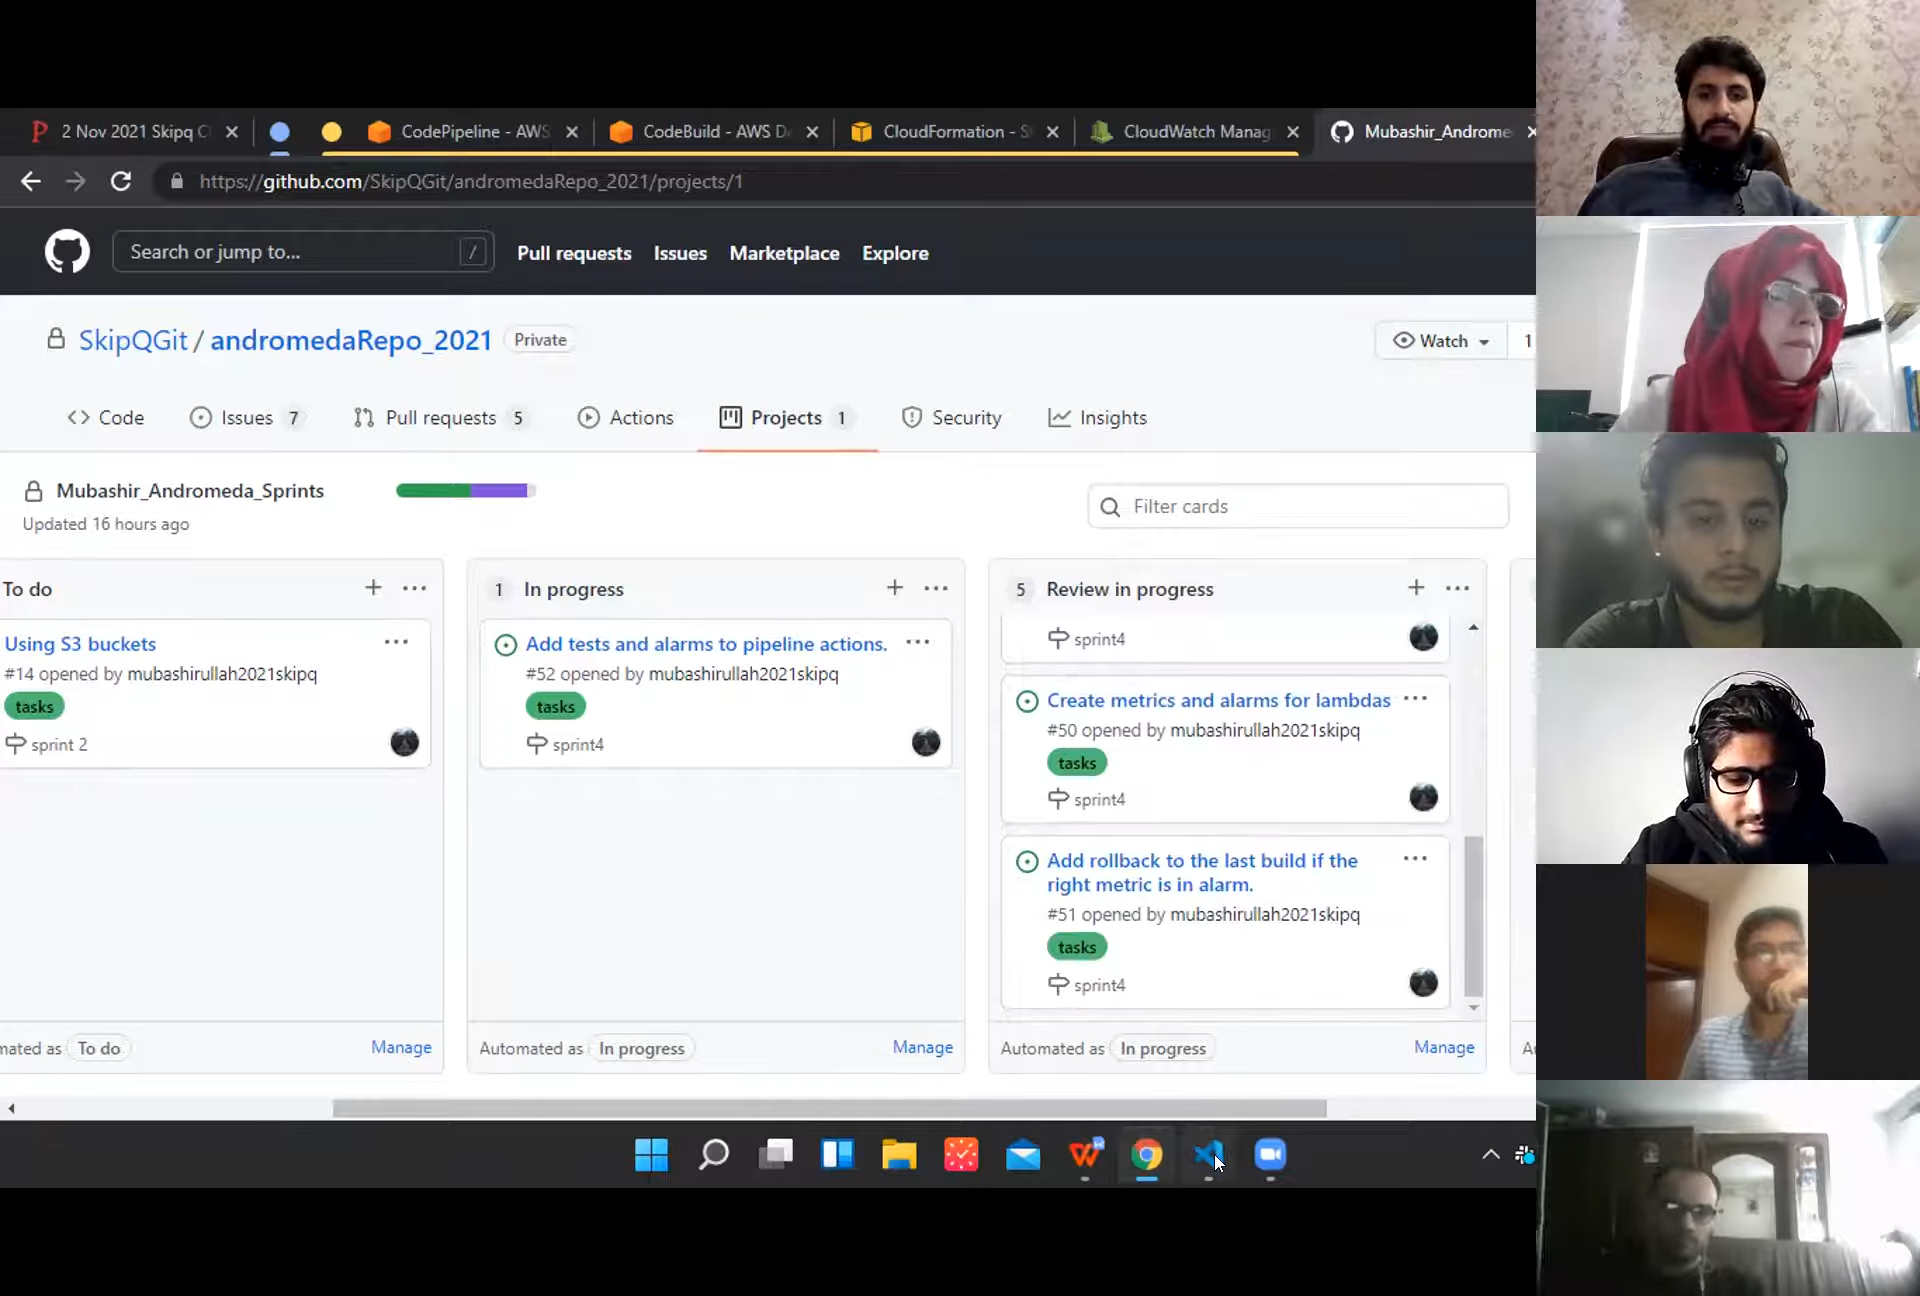 2 Nov 2021 Skipq
CodePipeline - AWS
CodeBuild - AWS D
CloudFormation - S
CloudWatch Manag
Mubashir_Androme
https://github.com/SkipQGit/andromedaRepo_2021/projects/1
Search or jump to...
/
Pull requests
Issues
Marketplace
Explore
SkipQGit / andromedaRepo_2021
Private
Watch
1
Code
Issues 7
Pull requests 5
Actions
Projects 1
Security
Insights
Mubashir_Andromeda_Sprints
Updated 16 hours ago
Filter cards
To do
Using S3 buckets
#14 opened by mubashirullah2021skipq
tasks
sprint 2
mated as To do
Manage
1 In progress
Add tests and alarms to pipeline actions.
#52 opened by mubashirullah2021skipq
tasks
sprint4
Automated as In progress
Manage
5 Review in progress
sprint4
Create metrics and alarms for lambdas
#50 opened by mubashirullah2021skipq
tasks
sprint4
Add rollback to the last build if the
right metric is in alarm.
#51 opened by mubashirullah2021skipq
tasks
sprint4
Automated as In progress
Manage